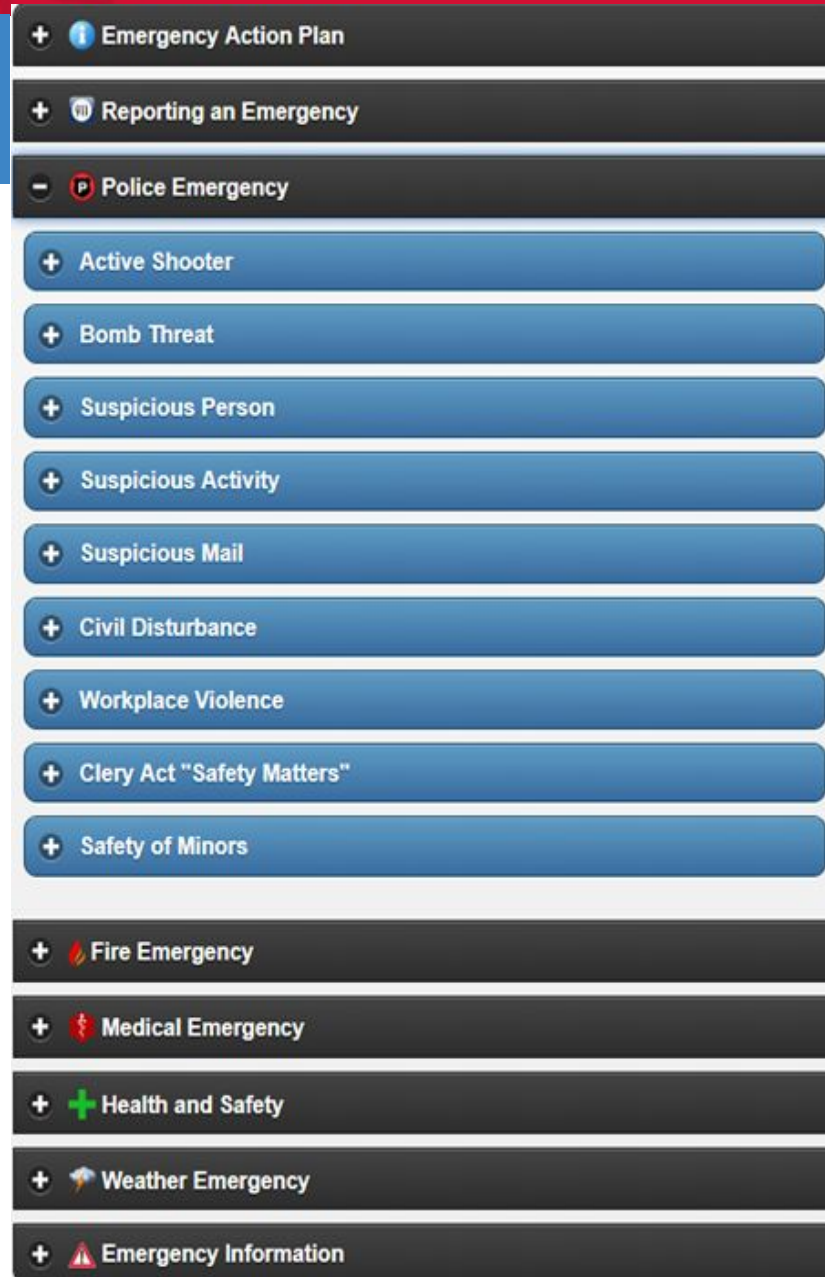 Emergency Action Plan
911 Reporting an Emergency
P Police Emergency
Active Shooter
Bomb Threat
Suspicious Person
Suspicious Activity
Suspicious Mail
Civil Disturbance
Workplace Violence
Clery Act "Safety Matters"
Safety of Minors
Fire Emergency
Medical Emergency
Health and Safety
Weather Emergency
Emergency Information